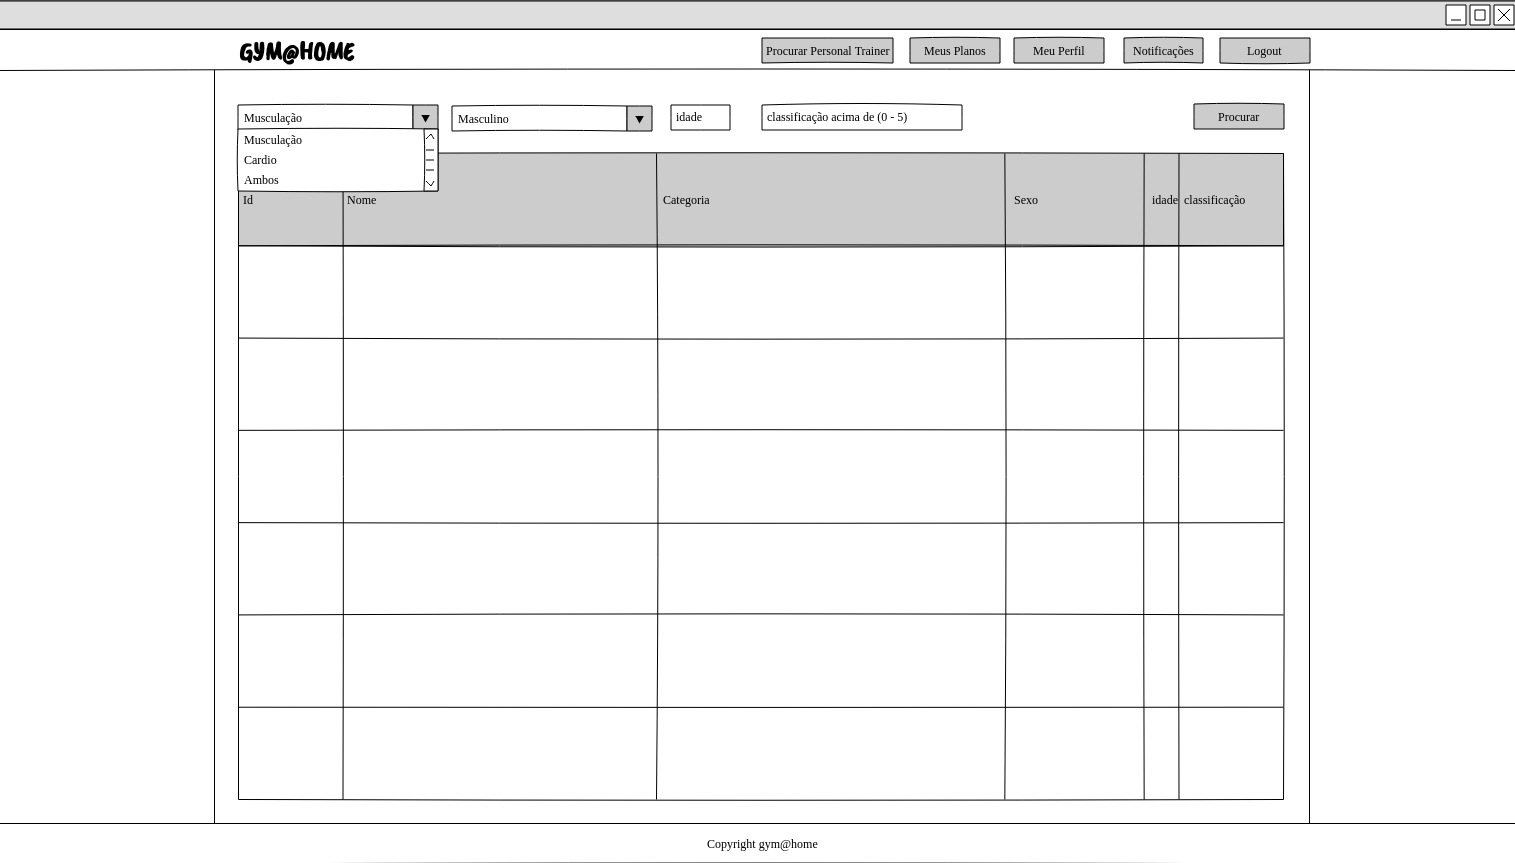 GYM@HOME
Procurar Personal Trainer
Meus Planos
Meu Perfil
Notificações
Logout
Musculação
Masculino
idade
classificação acima de (0 - 5)
Procurar
Musculação
Cardio
Ambos
Id
Nome
Categoria
Sexo
idade
classificação
Copyright gym@home